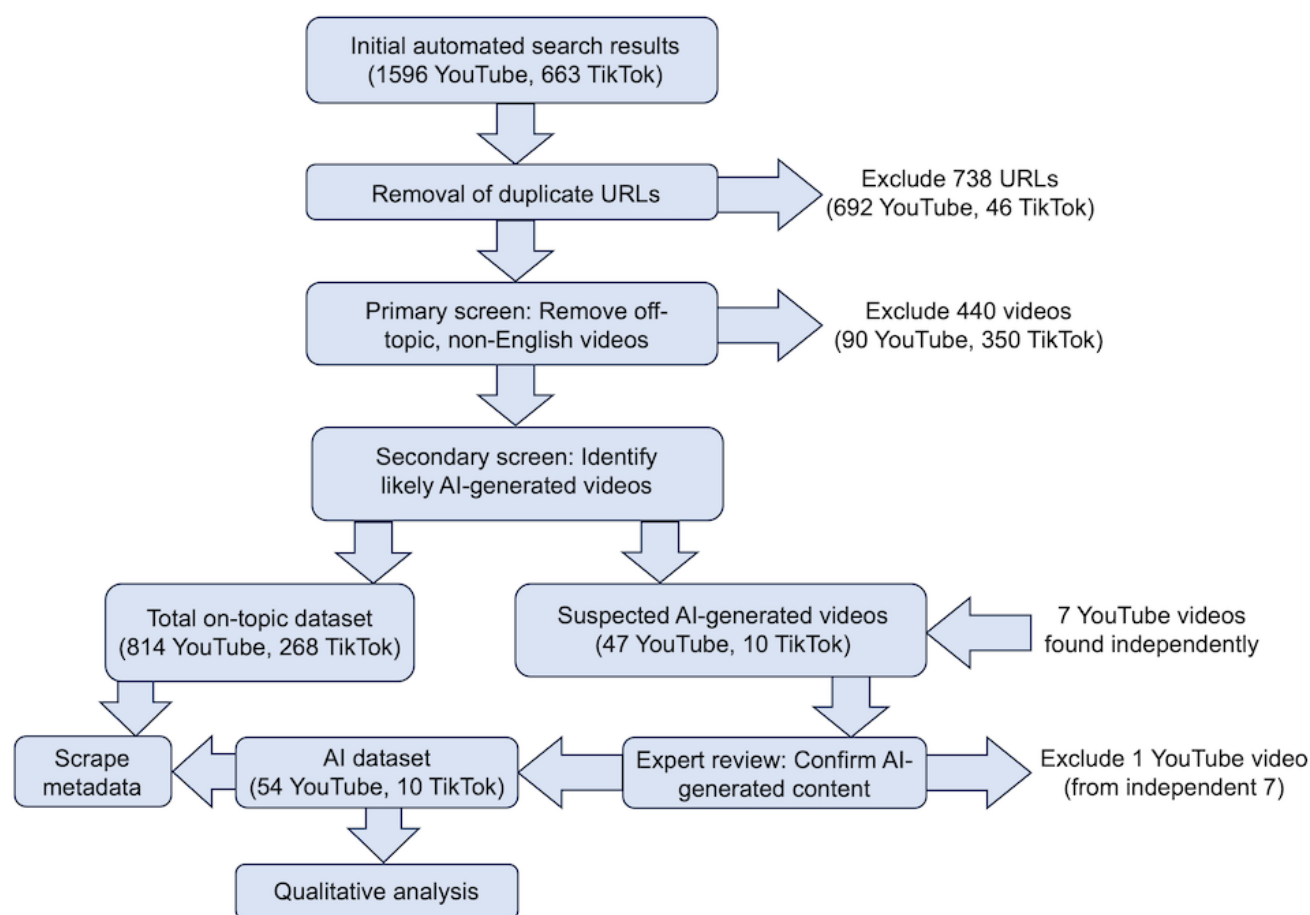 Initial automated search results
(1596 YouTube, 663 TikTok)
Removal of duplicate URLs
Exclude 738 URLs
(692 YouTube, 46 TikTok)
Primary screen: Remove off-
topic, non-English videos
Exclude 440 videos
(90 YouTube, 350 TikTok)
Secondary screen: Identify
likely AI-generated videos
Total on-topic dataset
(814 YouTube, 268 TikTok)
Suspected AI-generated videos
(47 YouTube, 10 TikTok)
7 YouTube videos
found independently
Scrape
metadata
AI dataset
(54 YouTube, 10 TikTok)
Expert review: Confirm AI-
generated content
Exclude 1 YouTube video
(from independent 7)
Qualitative analysis